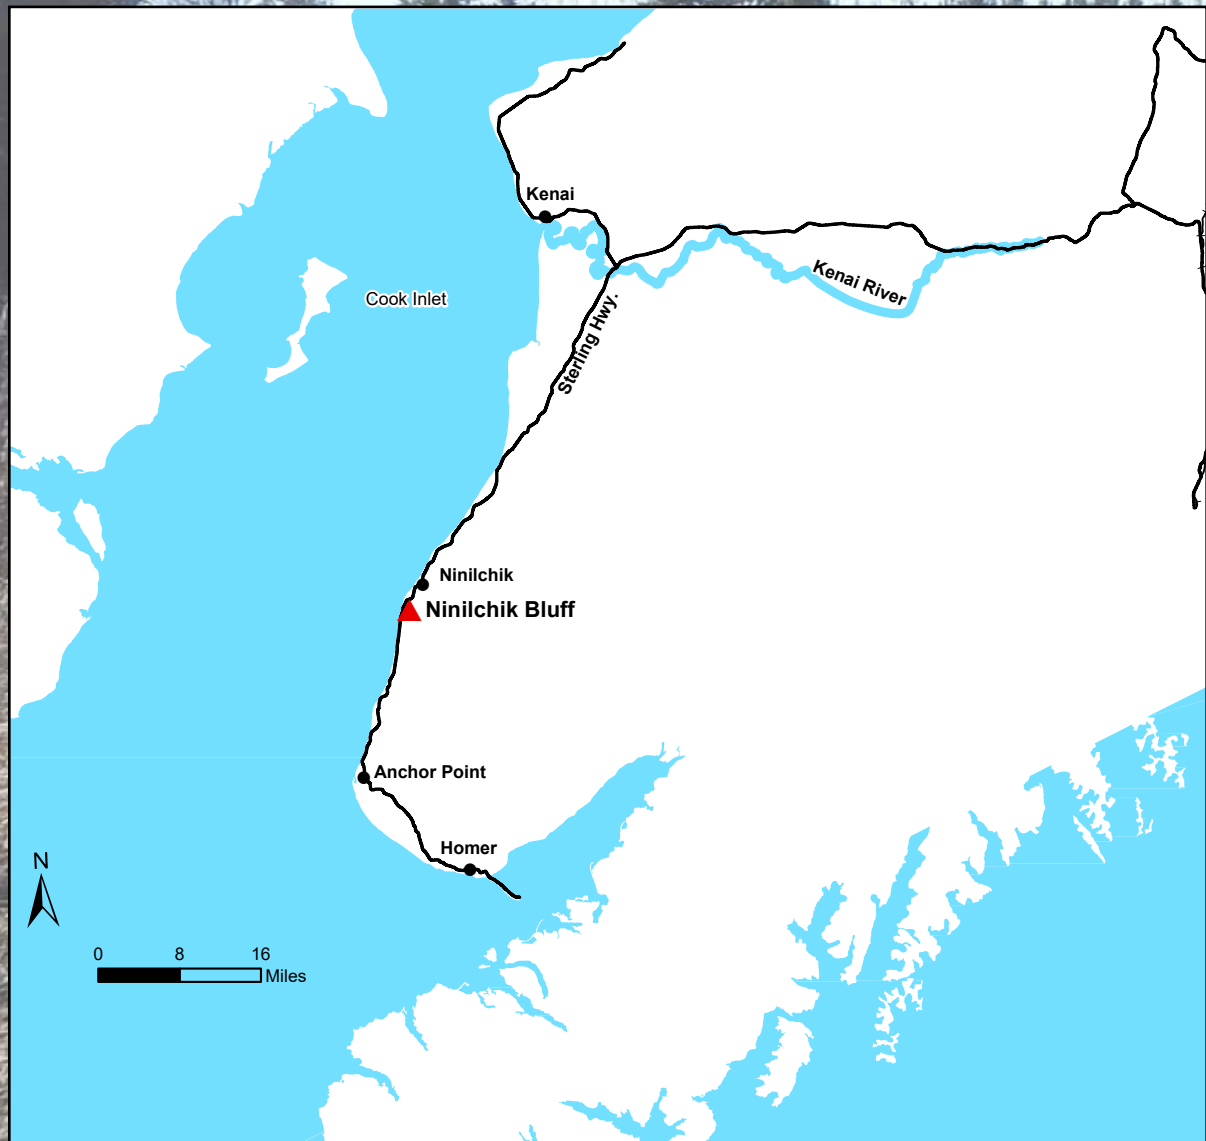 Kenai
Cook Inlet
Kenai River
Sterling Hwy.
Ninilchik
Ninilchik Bluff
Anchor Point
Homer
N
0 8 16
Miles